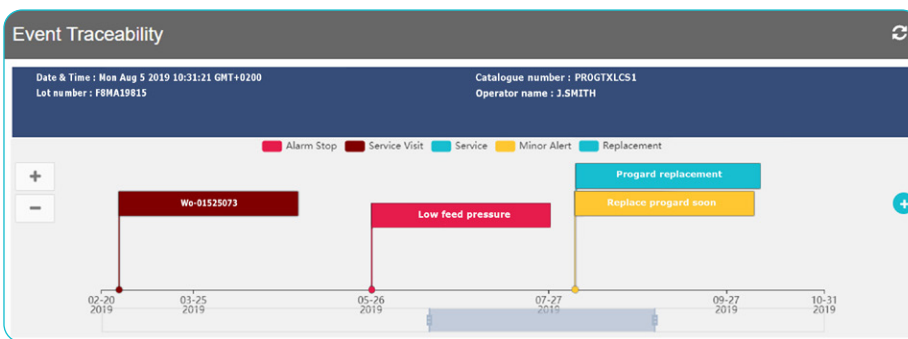 Event Traceability
Date & Time : Mon Aug 5 2019 10:31:21 GMT+0200
Catalogue number : PROGTXLCS1
Lot number : F8MA19815
Operator name : J.SMITH
Alarm Stop Service Visit Service Minor Alert Replacement
+
Progard replacement
−
Wo-01525073
Replace progard soon
+
Low feed pressure
02-20 03-25 05-26 07-27 09-27 10-31
2019 2019 2019 2019 2019 2019